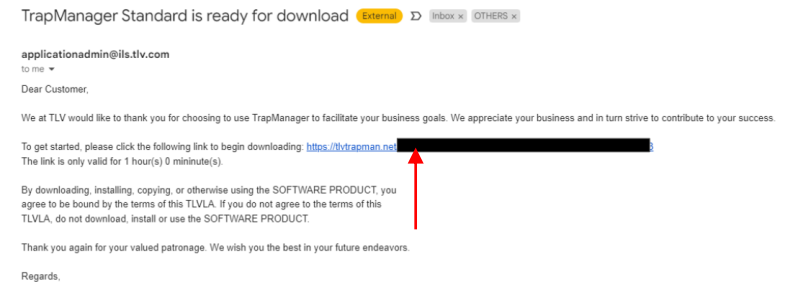 TrapManager Standard is ready for download External Inbox × OTHERS ×
applicationadmin@ils.tlv.com
to me
Dear Customer,
We at TLV would like to thank you for choosing to use TrapManager to facilitate your business goals. We appreciate your business and in turn strive to contribute to your success.
To get started, please click the following link to begin downloading: https://tlvtrapman.net
The link is only valid for 1 hour(s) 0 mininute(s).
By downloading, installing, copying, or otherwise using the SOFTWARE PRODUCT, you
agree to be bound by the terms of this TLVLA. If you do not agree to the terms of this
TLVLA, do not download, install or use the SOFTWARE PRODUCT.
Thank you again for your valued patronage. We wish you the best in your future endeavors.
Regards,